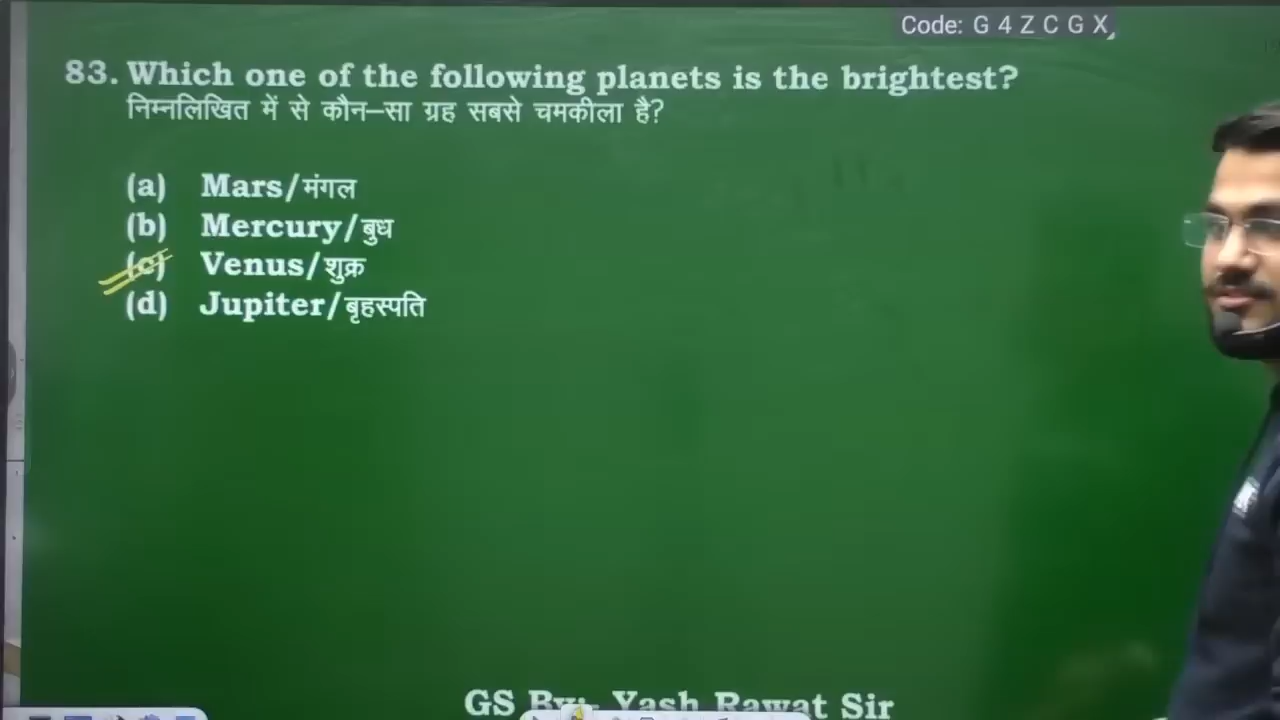 Code: G 4 Z C G X
83. Which one of the following planets is the brightest?
निम्नलिखित में से कौन–सा ग्रह सबसे चमकीला है?
(a) Mars/मंगल
(b) Mercury/बुध
(c) Venus/शुक्र
(d) Jupiter/बृहस्पति
GS By:- Yash Rawat Sir